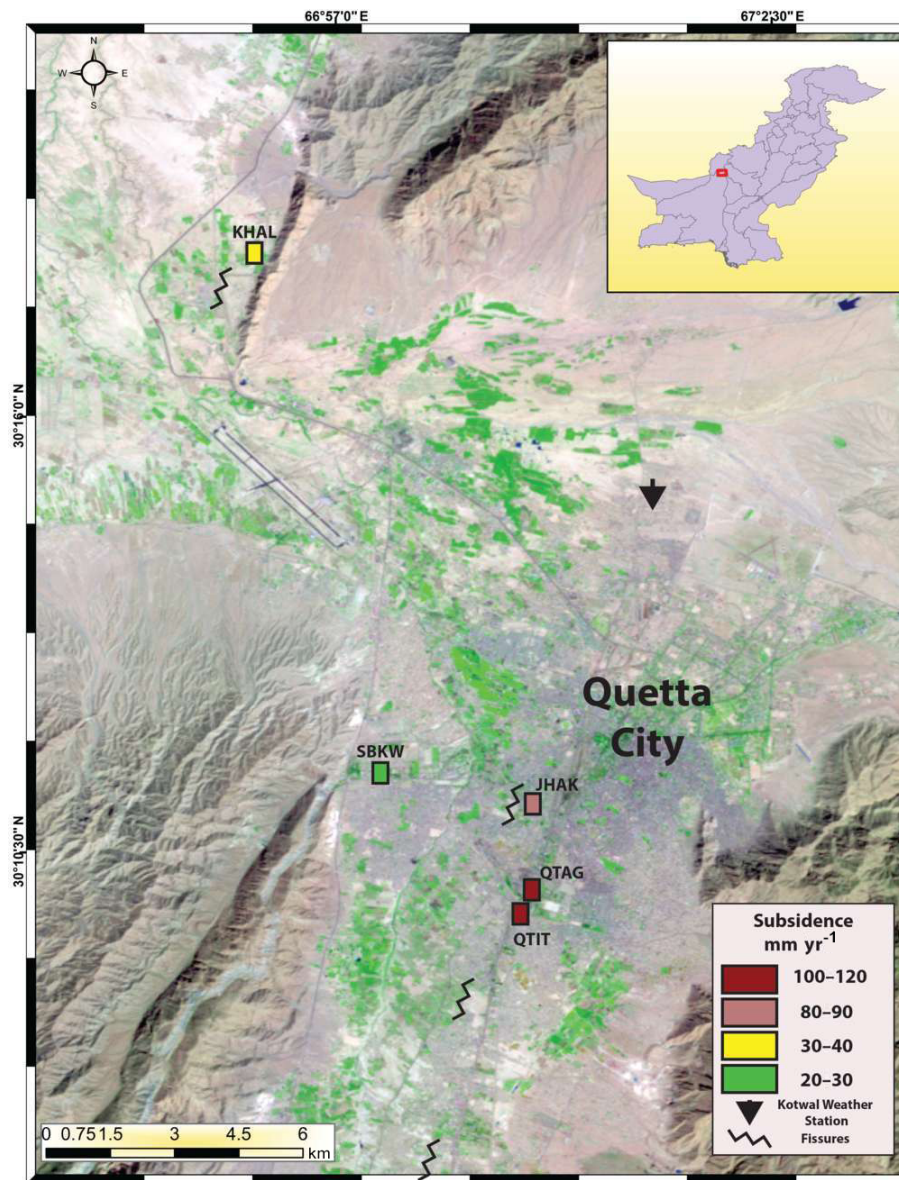 66°57'0" E
67°2'30" E
N
W E
S
KHAL
30°16'0" N
Quetta
City
SBKW
JHAK
30°10'30" N
QTAG
QTIT
Subsidence
mm yr-1
100–120
80–90
30–40
20–30
Kotwal Weather
Station
Fissures
0 0.75 1.5 3 4.5 6
km